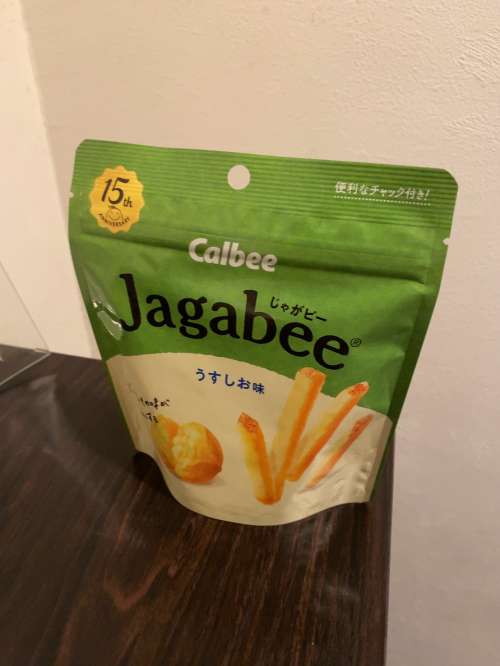 15th
ANNIVERSARY
便利なチャック付き!
Calbee
じゃがビー
Jagabee®
うすしお味